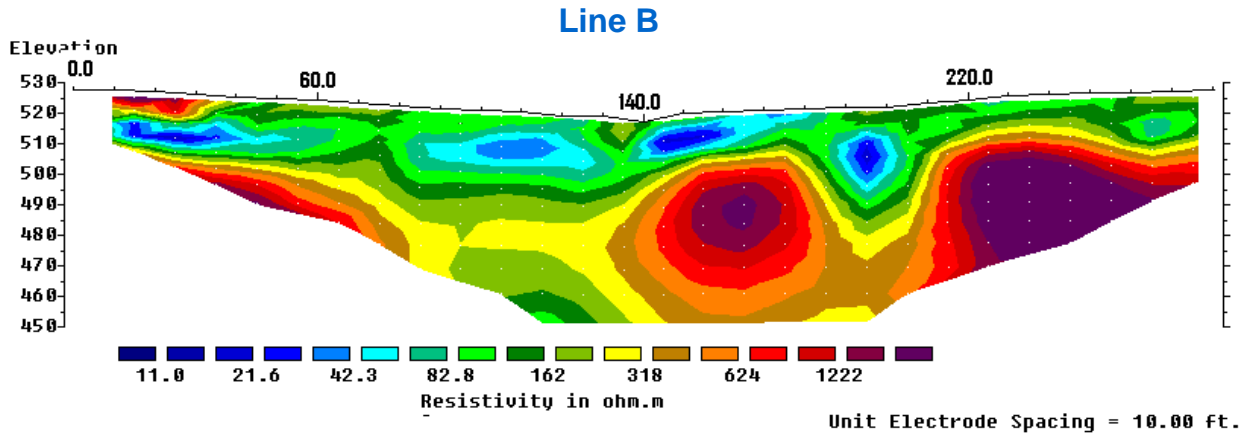 Line B
Elevation
0.0 60.0 140.0 220.0
530
520
510
500
490
480
470
460
450
11.0 21.6 42.3 82.8 162 318 624 1222
Resistivity in ohm.m
Unit Electrode Spacing = 10.00 ft.